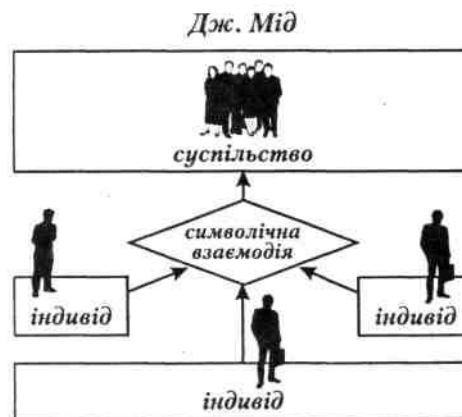 Дж. Мід
суспільство
символічна
взаємодія
індивід
індивід
індивід